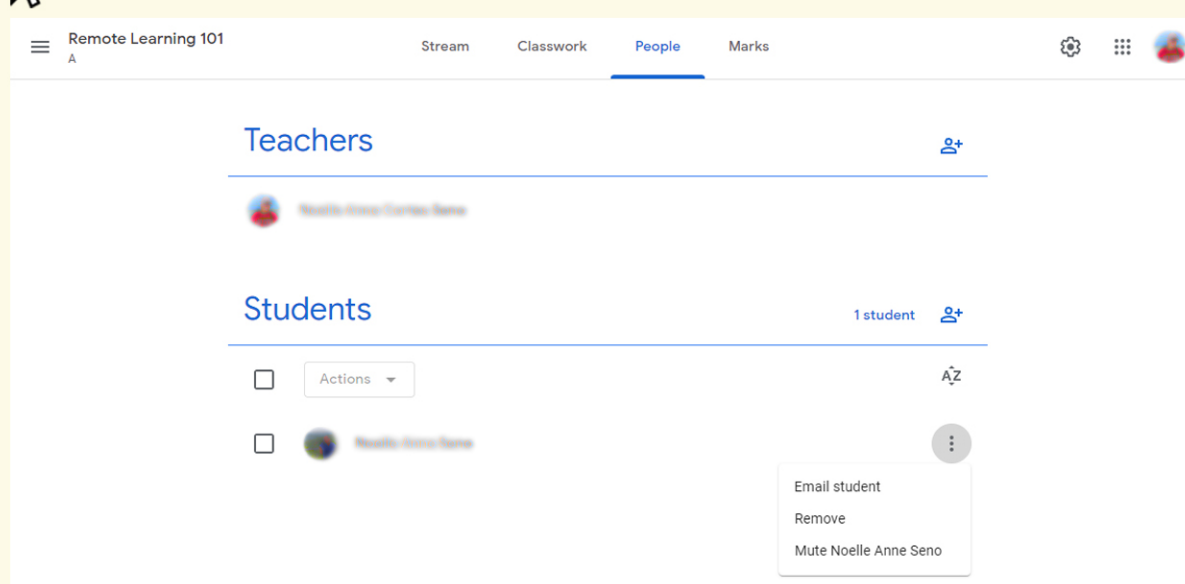 Remote Learning 101
A
Stream Classwork People Marks
Teachers
Students
1 student
Actions
AZ
Email student
Remove
Mute Noelle Anne Seno